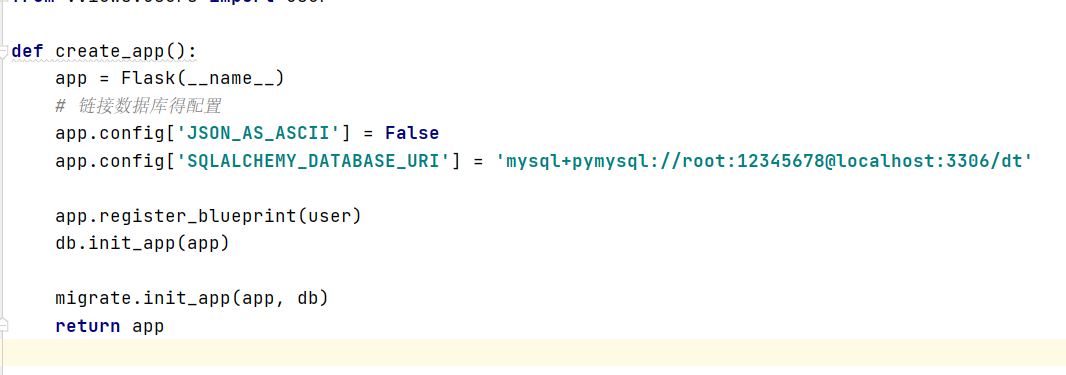 def create_app():
    app = Flask(__name__)
    # 链接数据库得配置
    app.config['JSON_AS_ASCII'] = False
    app.config['SQLALCHEMY_DATABASE_URI'] = 'mysql+pymysql://root:12345678@localhost:3306/dt'
    app.register_blueprint(user)
    db.init_app(app)
    migrate.init_app(app, db)
    return app